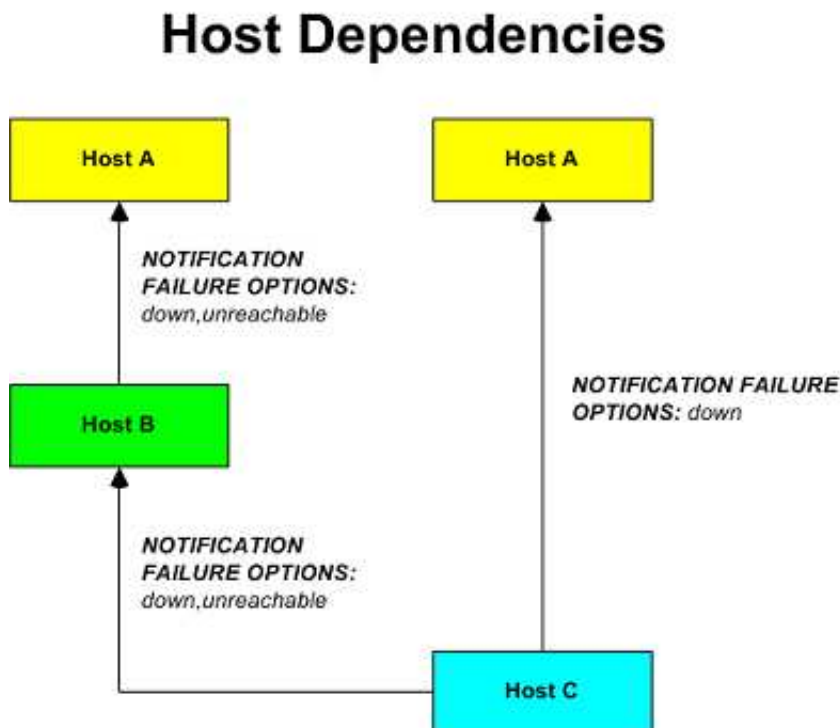 Host Dependencies
Host A
Host A
NOTIFICATION
FAILURE OPTIONS:
down,unreachable
NOTIFICATION FAILURE
OPTIONS: down
Host B
NOTIFICATION
FAILURE OPTIONS:
down,unreachable
Host C